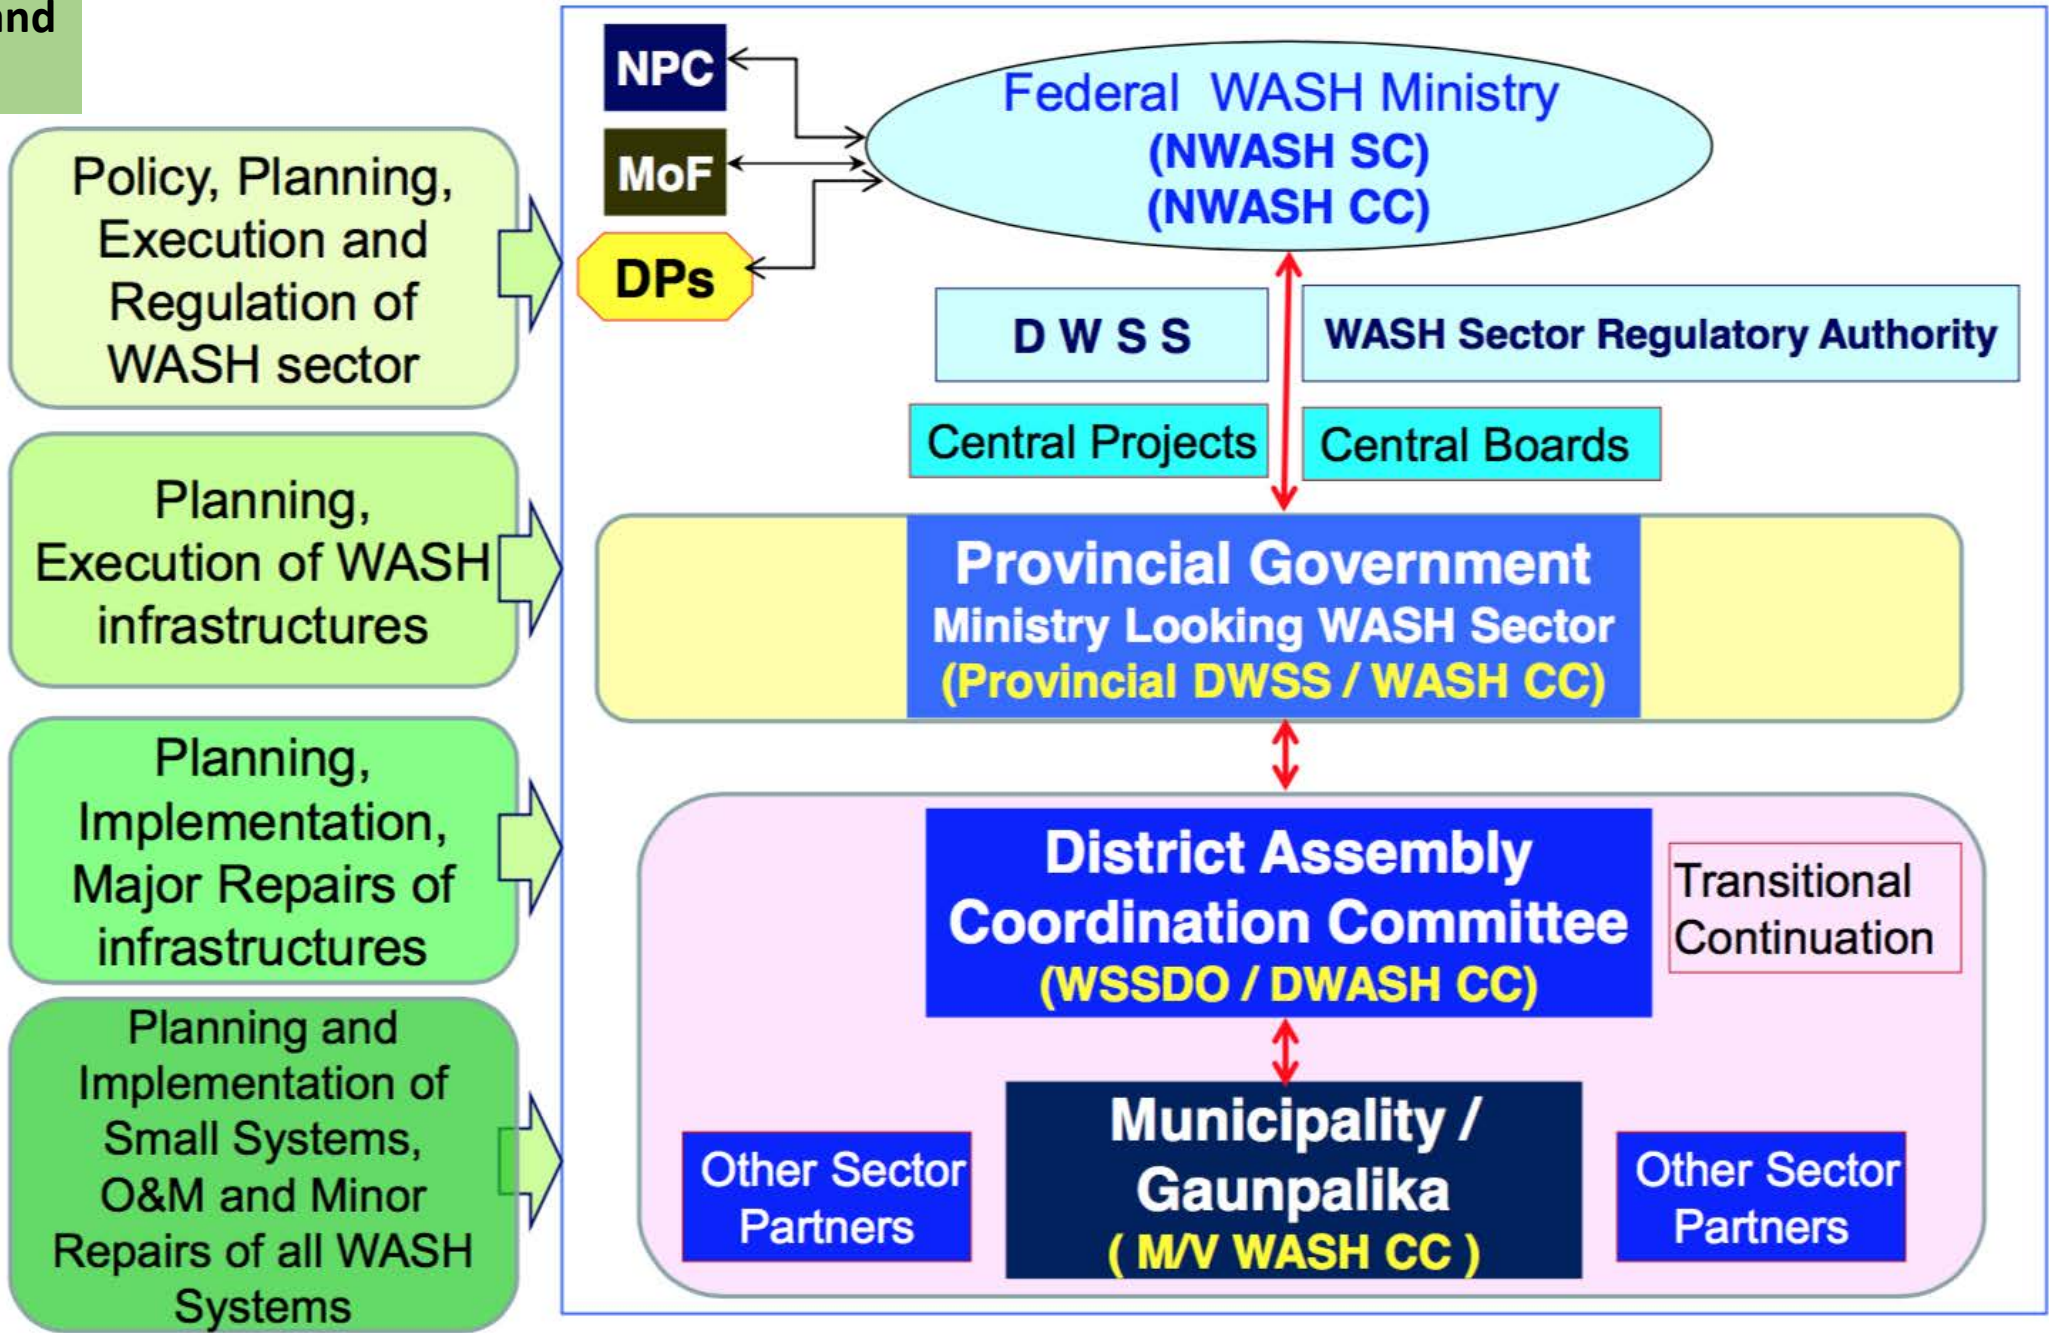 and
Policy, Planning,
Execution and
Regulation of
WASH sector
Planning,
Execution of WASH
infrastructures
Planning,
Implementation,
Major Repairs of
infrastructures
Planning and
Implementation of
Small Systems,
O&M and Minor
Repairs of all WASH
Systems
NPC
MoF
DPs
Federal WASH Ministry
(NWASH SC)
(NWASH CC)
D W S S
WASH Sector Regulatory Authority
Central Projects
Central Boards
Provincial Government
Ministry Looking WASH Sector
(Provincial DWSS / WASH CC)
District Assembly
Coordination Committee
(WSSDO / DWASH CC)
Transitional
Continuation
Other Sector
Partners
Municipality /
Gaunpalika
( M/V WASH CC )
Other Sector
Partners